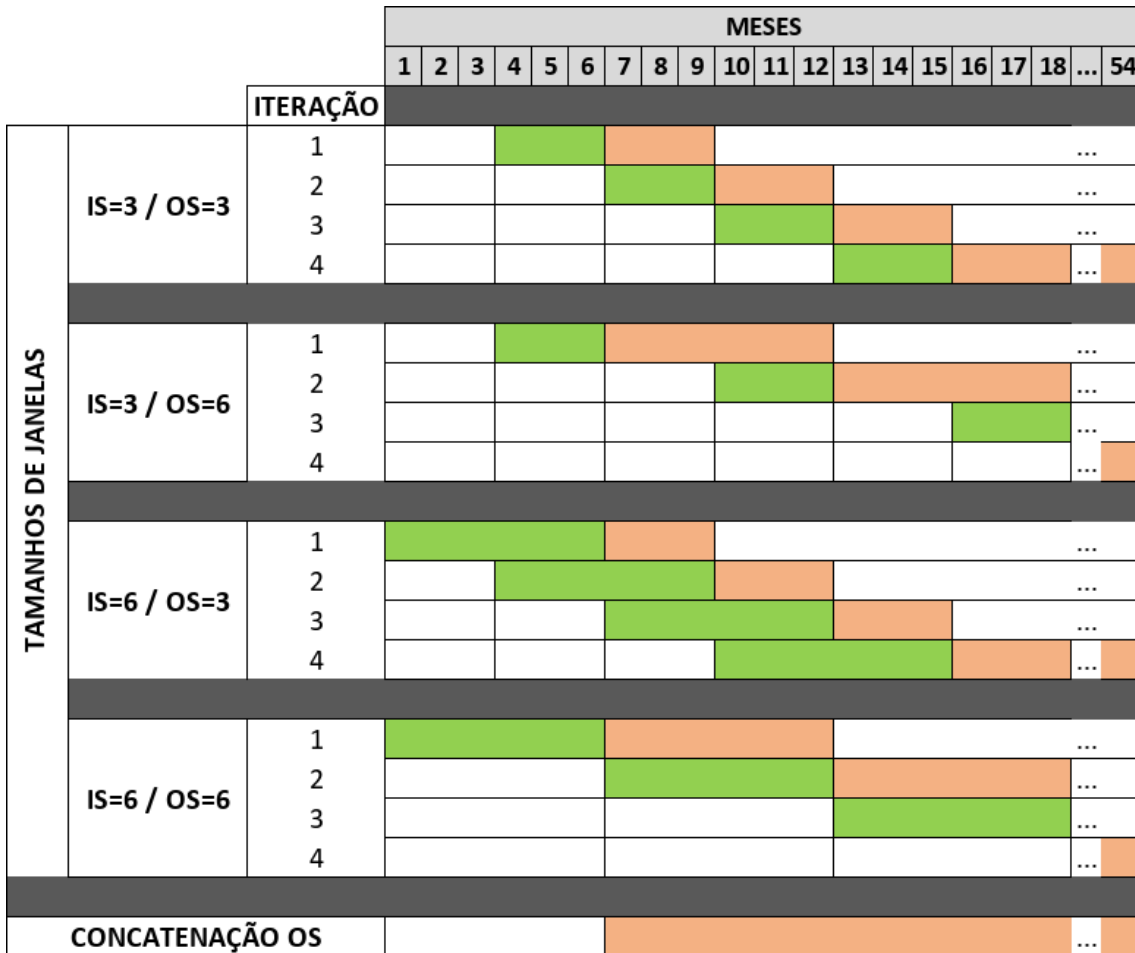 MESES
1 2 3 4 5 6 7 8 9 10 11 12 13 14 15 16 17 18 ... 54
ITERAÇÃO
TAMANHOS DE JANELAS
IS=3 / OS=3
1 ...
2 ...
3 ...
4 ...
IS=3 / OS=6
1 ...
2 ...
3 ...
4 ...
IS=6 / OS=3
1 ...
2 ...
3 ...
4 ...
IS=6 / OS=6
1 ...
2 ...
3 ...
4 ...
CONCATENAÇÃO OS ...